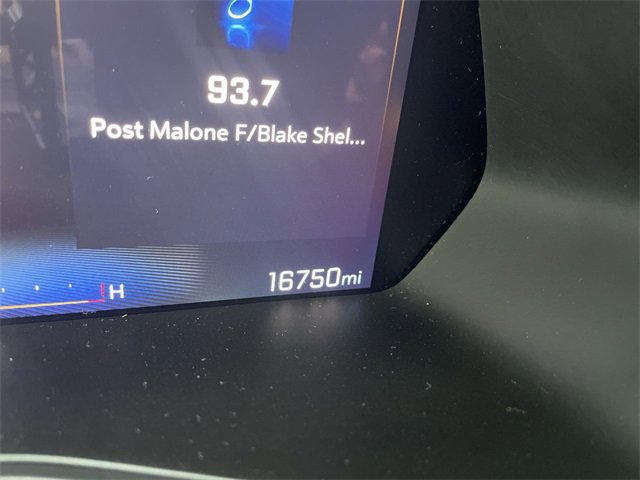 93.7
Post Malone F/Blake Shel...
16750mi
H